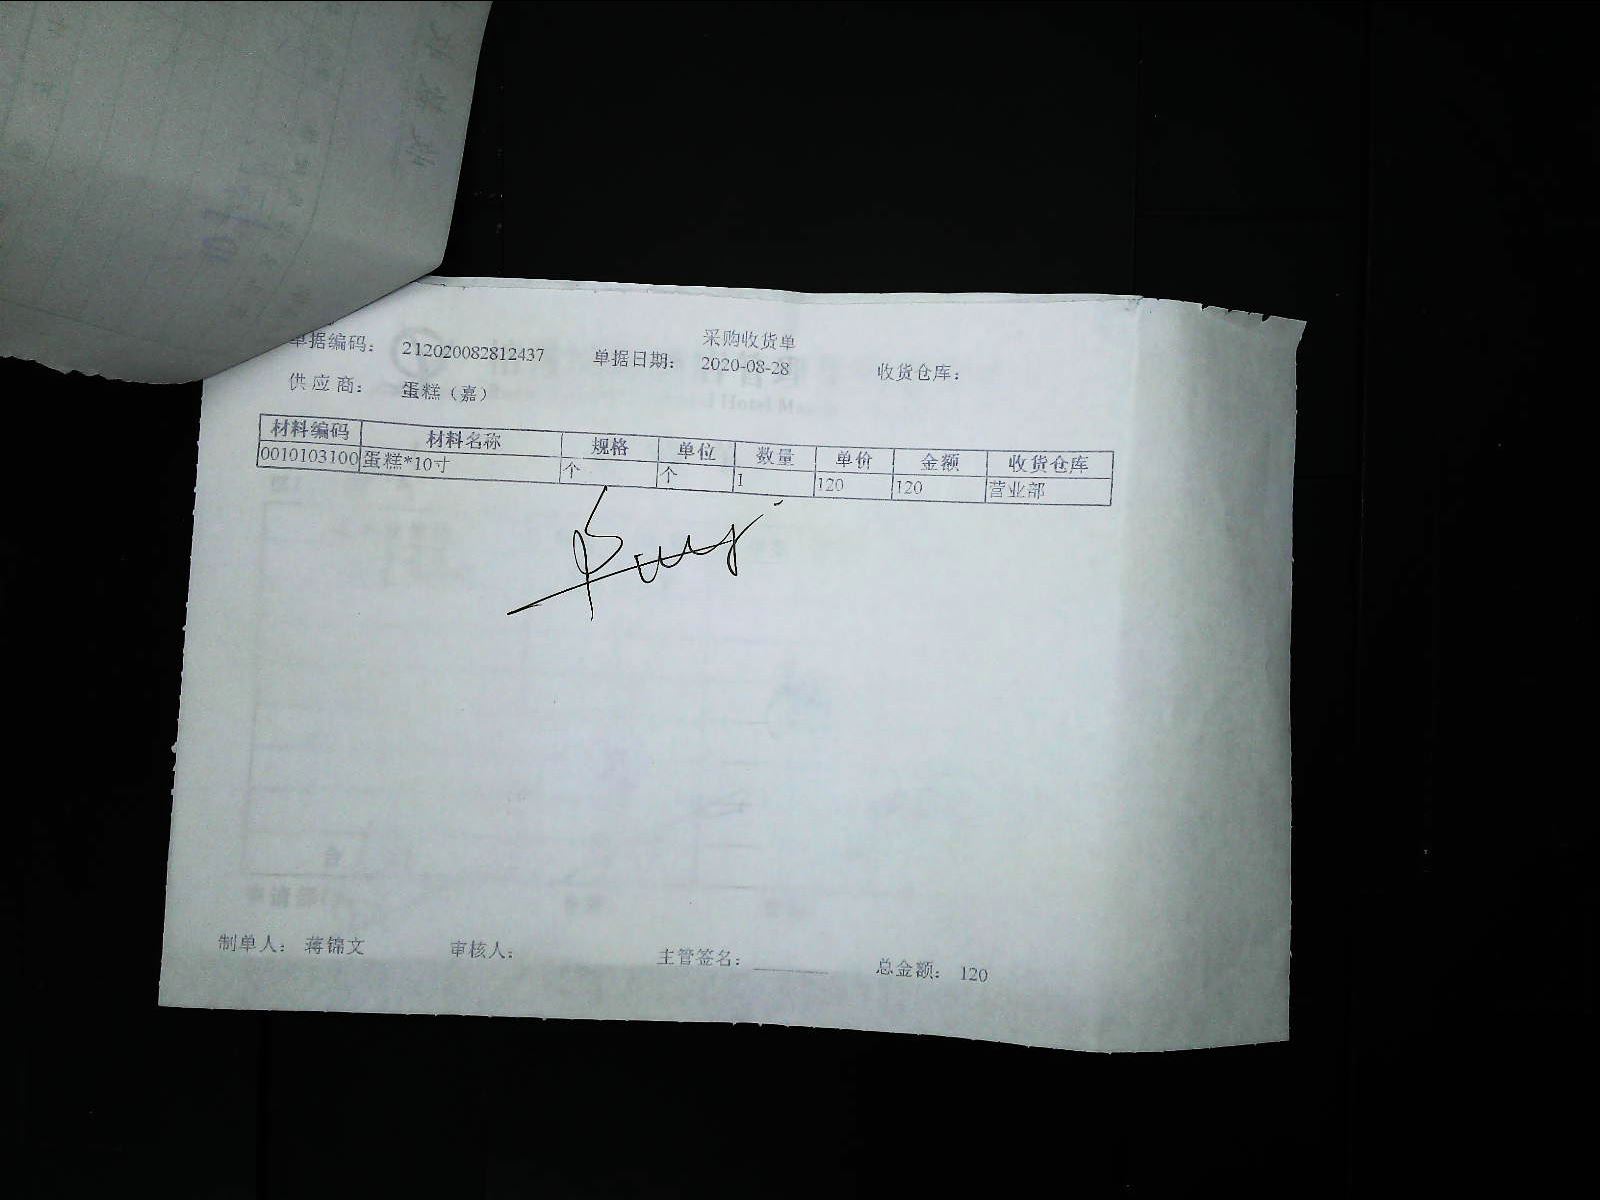 采购收货单
单据编码： 212020082812437 单据日期： 2020-08-28 收货仓库：
供应商： 蛋糕（嘉）
材料编码 材料名称 规格 单位 数量 单价 金额 收货仓库
0010103100 蛋糕*10寸 个 个 1 120 120 营业部
制单人： 蒋锦文 审核人： 主管签名： 总金额： 120